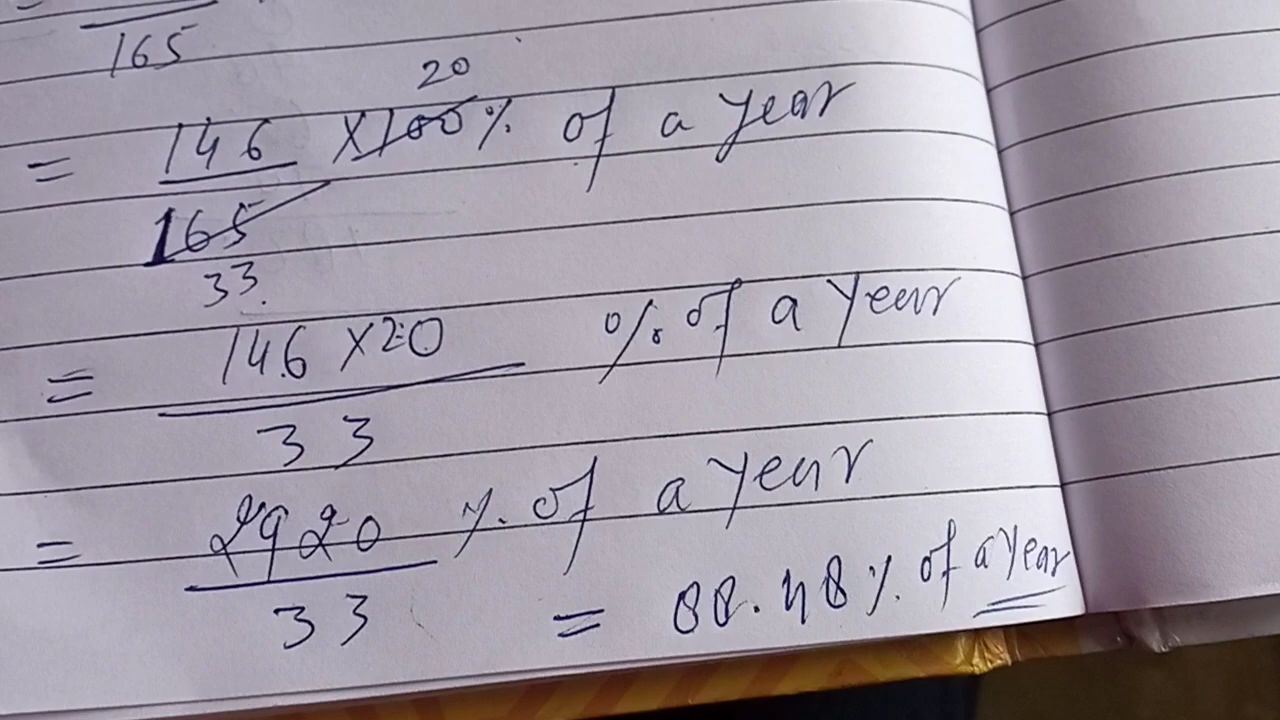 = 165
20
= 146 ×100% of a year
165
33
= 146 ×20 % of a year
33
= 2920 %. of a year
33
= 88.48%. of a year